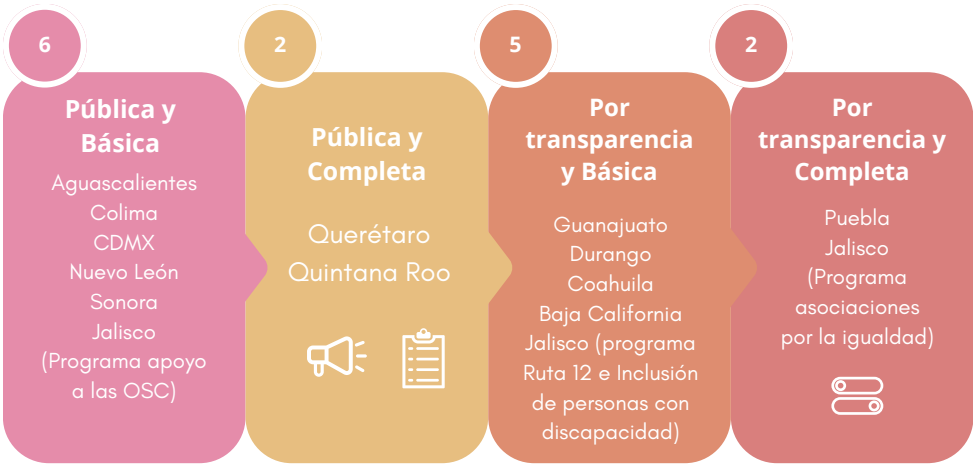 6
Pública y
Básica
Aguascalientes
Colima
CDMX
Nuevo León
Sonora
Jalisco
(Programa apoyo
a las OSC)
2
Pública y
Completa
Querétaro
Quintana Roo
5
Por
transparencia
y Básica
Guanajuato
Durango
Coahuila
Baja California
Jalisco (programa
Ruta 12 e Inclusión
de personas con
discapacidad)
2
Por
transparencia y
Completa
Puebla
Jalisco
(Programa
asociaciones
por la igualdad)